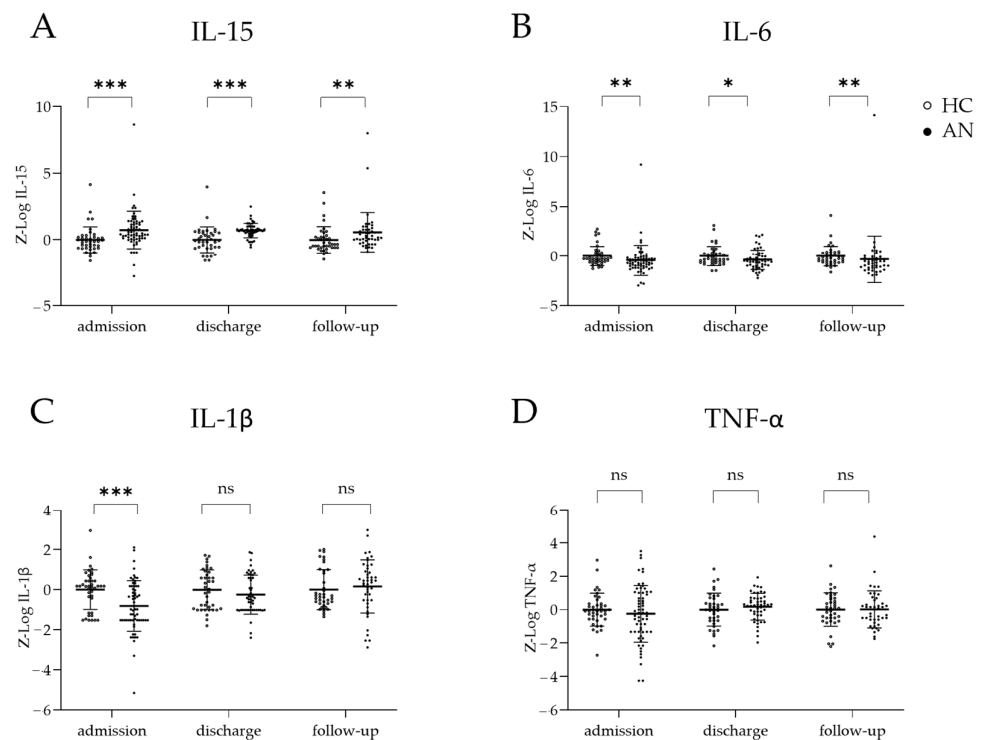 A
IL-15
*** *** **
10
5
0
−5
Z-Log IL-15
admission discharge follow-up
B
IL-6
** * **
15
10
5
0
−5
Z-Log IL-6
admission discharge follow-up
HC
AN
C
IL-1β
*** ns ns
4
2
0
−2
−4
−6
Z-Log IL-1β
admission discharge follow-up
D
TNF-α
ns ns ns
6
4
2
0
−2
−4
−6
Z-Log TNF-α
admission discharge follow-up